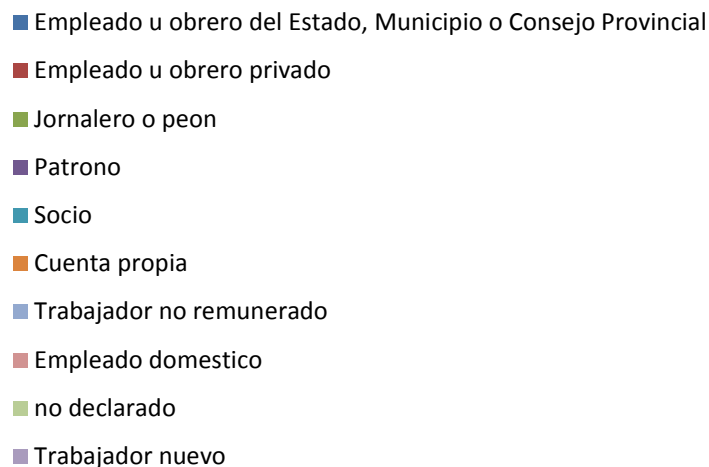 Empleado u obrero del Estado, Municipio o Consejo Provincial
Empleado u obrero privado
Jornalero o peon
Patrono
Socio
Cuenta propia
Trabajador no remunerado
Empleado domestico
no declarado
Trabajador nuevo